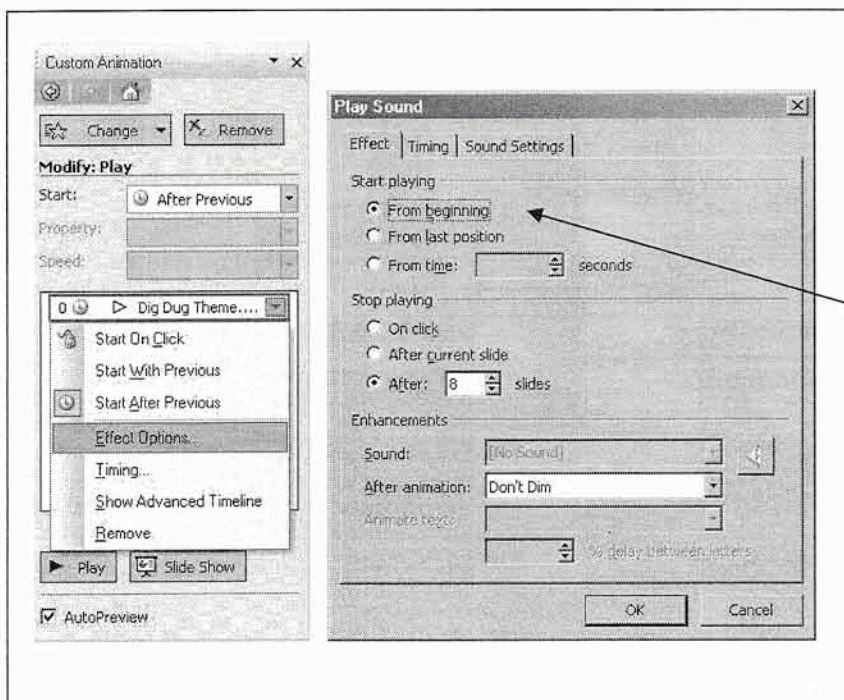 Custom Animation
Change
Remove
Modify: Play
Start:
After Previous
Property:
Speed:
0 Dig Dug Theme....
Start On Click
Start With Previous
Start After Previous
Effect Options...
Timing...
Show Advanced Timeline
Remove
Play
Slide Show
AutoPreview
Play Sound
Effect Timing Sound Settings
Start playing
From beginning
From last position
From time: seconds
Stop playing
On click
After current slide
After: 8 slides
Enhancements
Sound: [No Sound]
After animation: Don't Dim
Animate text:
% delay between letters
OK Cancel